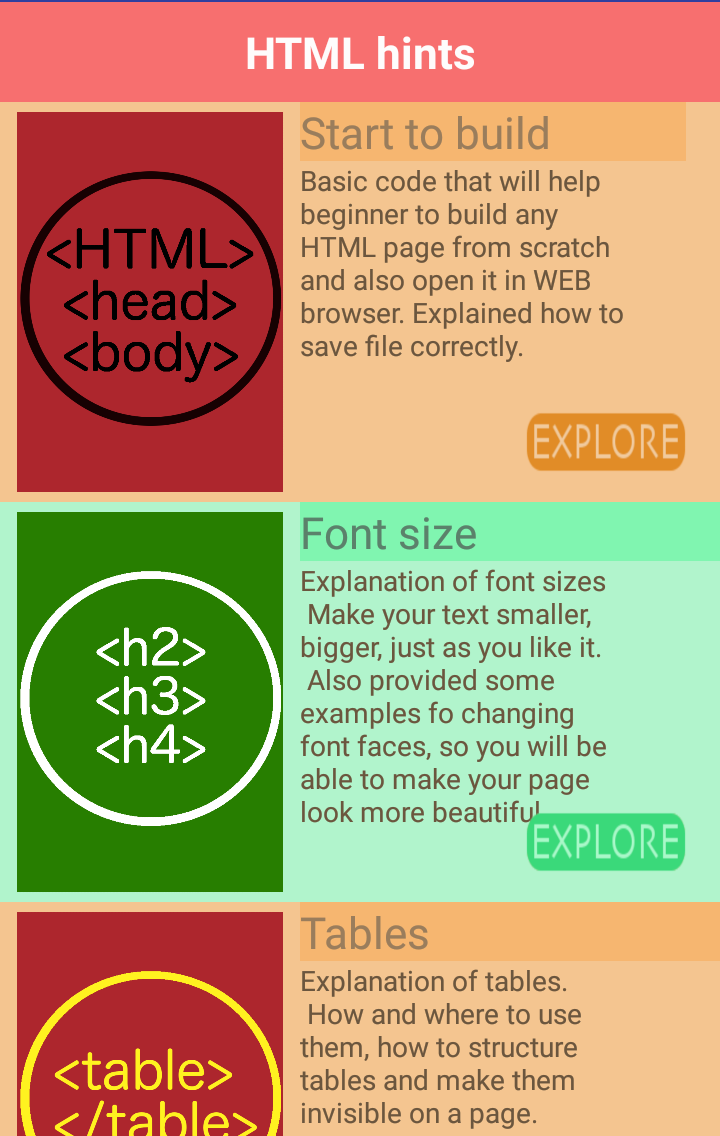 HTML hints
<HTML>
<head>
<body>
Start to build
Basic code that will help
beginner to build any
HTML page from scratch
and also open it in WEB
browser. Explained how to
save file correctly.
EXPLORE
<h2>
<h3>
<h4>
Font size
Explanation of font sizes
Make your text smaller,
bigger, just as you like it.
Also provided some
examples fo changing
font faces, so you will be
able to make your page
look more beautiful
EXPLORE
<table>
</table>
Tables
Explanation of tables.
How and where to use
them, how to structure
tables and make them
invisible on a page.